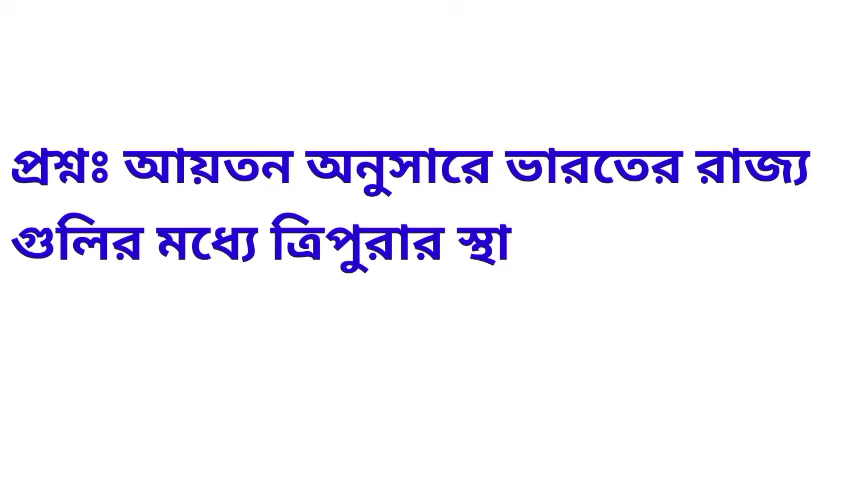 প্রশ্নঃ আয়তন অনুসারে ভারতের রাজ্য
গুলির মধ্যে ত্রিপুরার স্থা